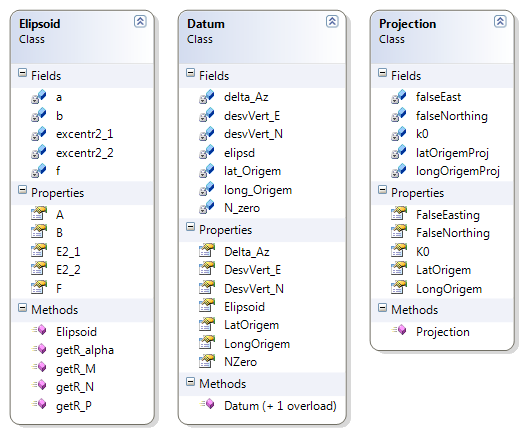 Elipsoid
Class
Fields
a
b
excentr2_1
excentr2_2
f
Properties
A
B
E2_1
E2_2
F
Methods
Elipsoid
getR_alpha
getR_M
getR_N
getR_P
Datum
Class
Fields
delta_Az
desvVert_E
desvVert_N
elipsd
lat_Origem
long_Origem
N_zero
Properties
Delta_Az
DesvVert_E
DesvVert_N
Elipsoid
LatOrigem
LongOrigem
NZero
Methods
Datum (+ 1 overload)
Projection
Class
Fields
falseEast
falseNorthing
k0
latOrigemProj
longOrigemProj
Properties
FalseEasting
FalseNorthing
K0
LatOrigem
LongOrigem
Methods
Projection